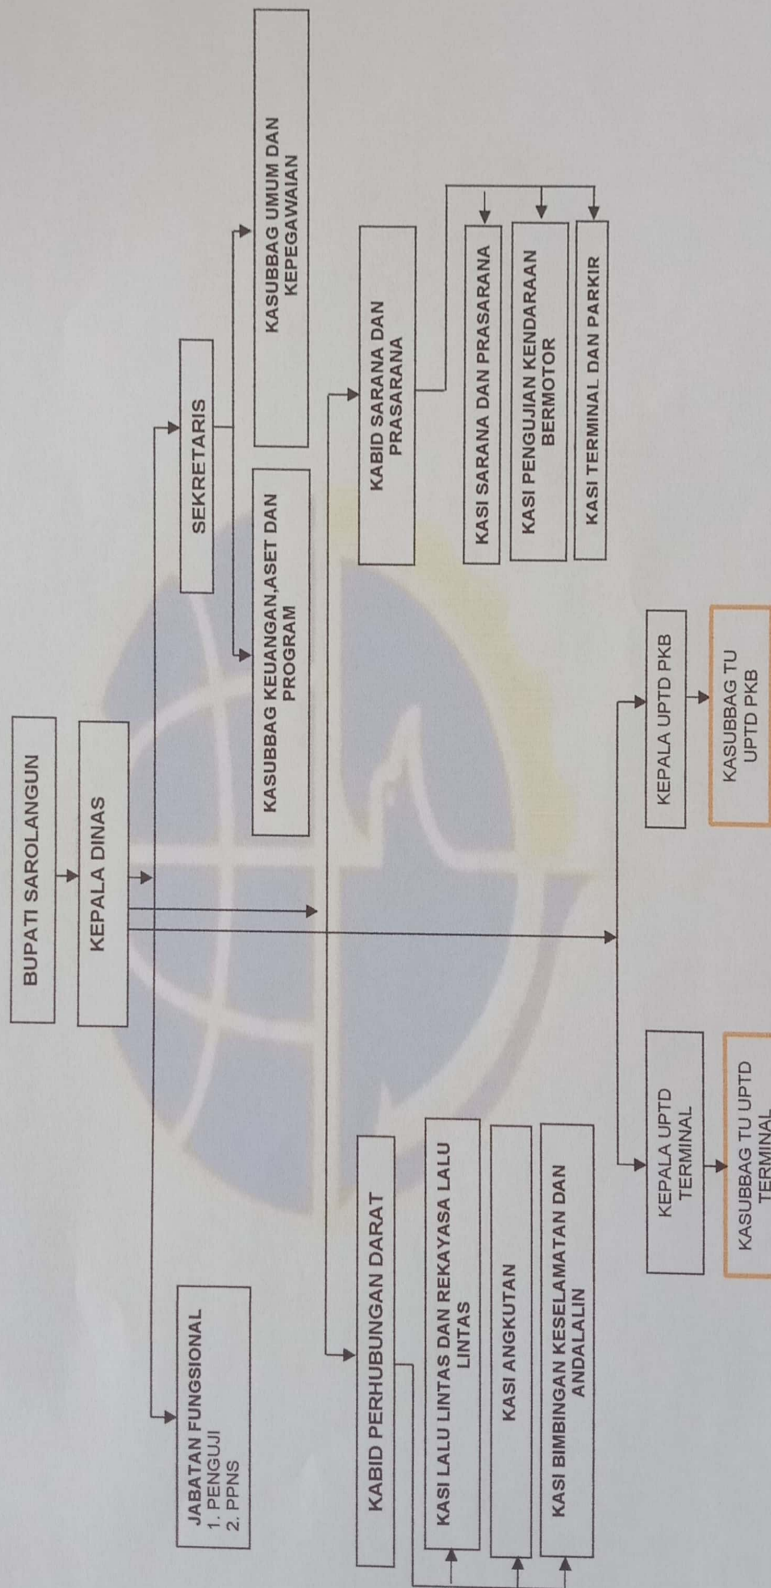 BUPATI SAROLANGUN
KEPALA DINAS
JABATAN FUNGSIONAL
1. PENGUJI
2. PPNS
SEKRETARIS
KASUBBAG KEUANGAN,ASET DAN
PROGRAM
KASUBBAG UMUM DAN
KEPEGAWAIAN
KABID PERHUBUNGAN DARAT
KASI LALU LINTAS DAN REKAYASA LALU
LINTAS
KASI ANGKUTAN
KASI BIMBINGAN KESELAMATAN DAN
ANDALALIN
KABID SARANA DAN
PRASARANA
KASI SARANA DAN PRASARANA
KASI PENGUJIAN KENDARAAN
BERMOTOR
KASI TERMINAL DAN PARKIR
KEPALA UPTD
TERMINAL
KASUBBAG TU UPTD
TERMINAL
KEPALA UPTD PKB
KASUBBAG TU
UPTD PKB